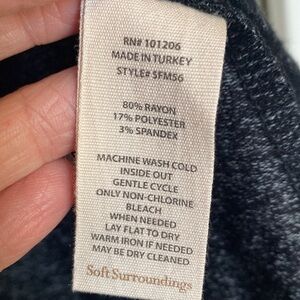 RN# 101206
MADE IN TURKEY
STYLE# SFM56
80% RAYON
17% POLYESTER
3% SPANDEX
MACHINE WASH COLD
INSIDE OUT
GENTLE CYCLE
ONLY NON-CHLORINE
BLEACH
WHEN NEEDED
LAY FLAT TO DRY
WARM IRON IF NEEDED
MAY BE DRY CLEANED
Soft Surroundings